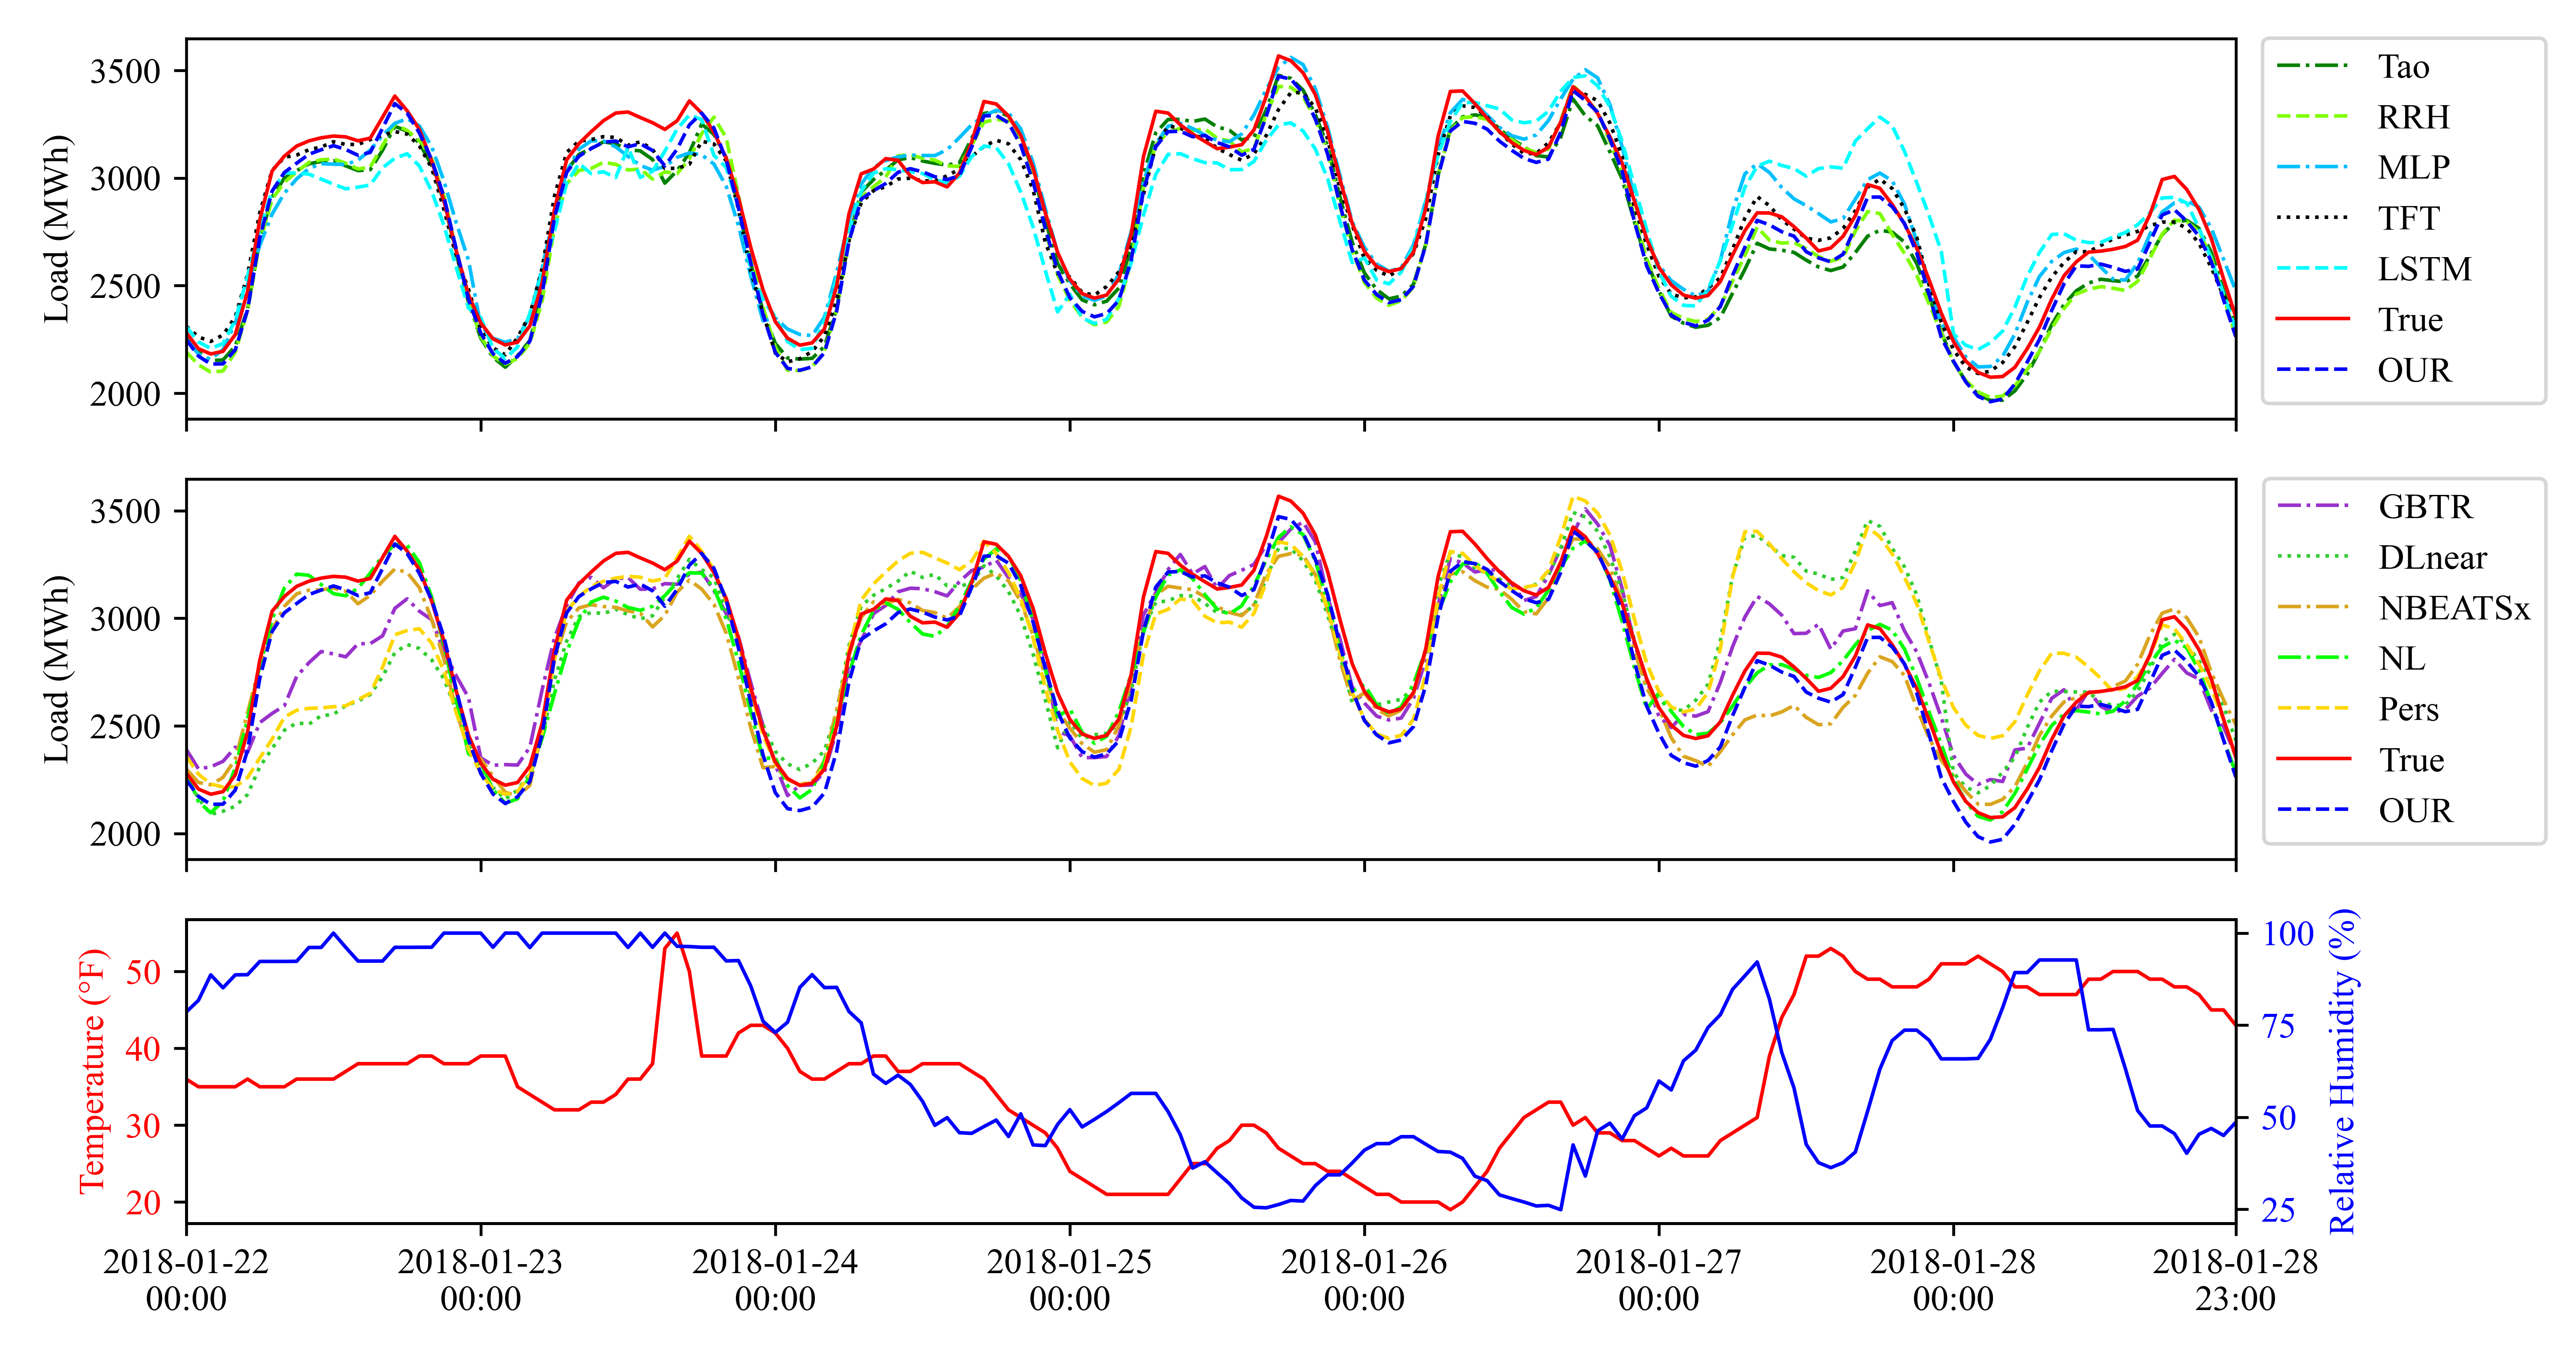 Load (MWh)
3500
3000
2500
2000
Tao
RRH
MLP
TFT
LSTM
True
OUR
Load (MWh)
3500
3000
2500
2000
GBTR
DLnear
NBEATSx
NL
Pers
True
OUR
Temperature (°F)
50
40
30
20
100
75
50
25
Relative Humidity (%)
2018-01-22
00:00
2018-01-23
00:00
2018-01-24
00:00
2018-01-25
00:00
2018-01-26
00:00
2018-01-27
00:00
2018-01-28
00:00
2018-01-28
23:00